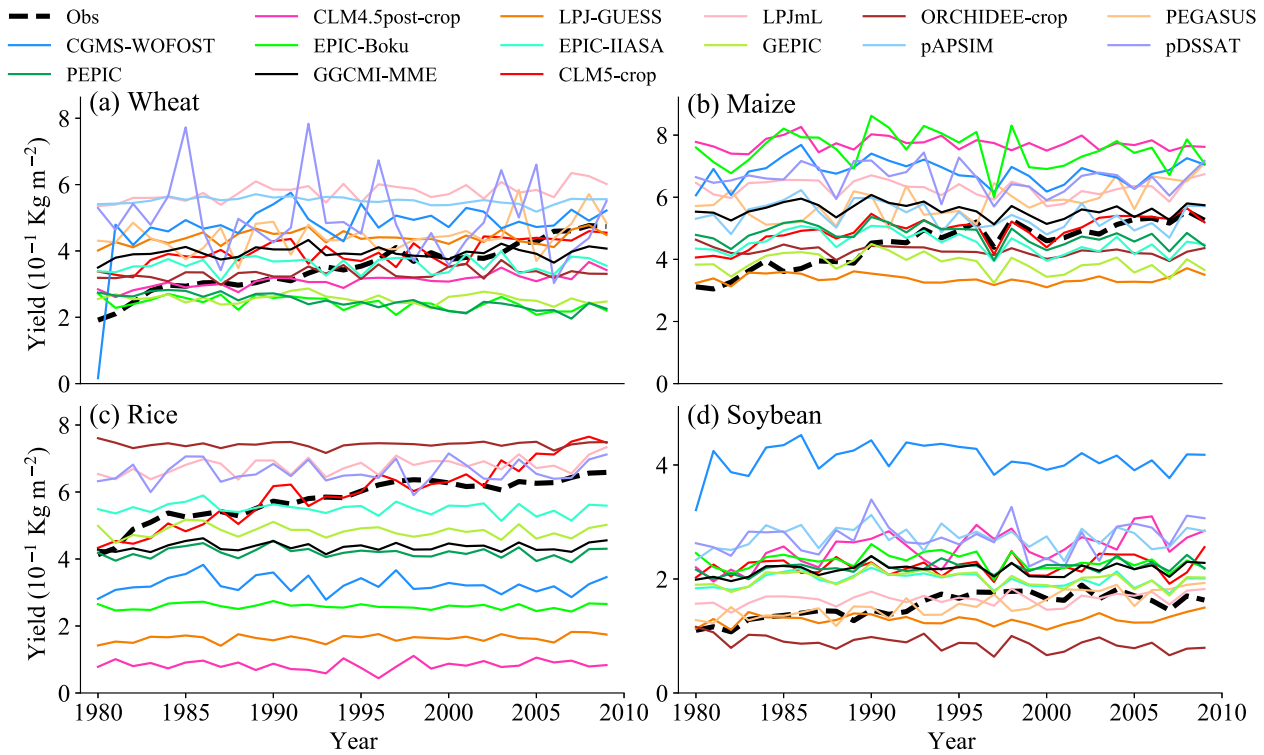 Obs CLM4.5post-crop LPJ-GUESS LPJmL ORCHIDEE-crop PEGASUS
CGMS-WOFOST EPIC-Boku EPIC-IIASA GEPIC pAPSIM pDSSAT
PEPIC GGCMI-MME CLM5-crop
(a) Wheat
(b) Maize
8
6
4
2
0
Yield (10⁻¹ Kg m⁻²)
8
6
4
2
0
(c) Rice
(d) Soybean
8
6
4
2
0
Yield (10⁻¹ Kg m⁻²)
4
2
0
1980 1985 1990 1995 2000 2005 2010
Year
1980 1985 1990 1995 2000 2005 2010
Year